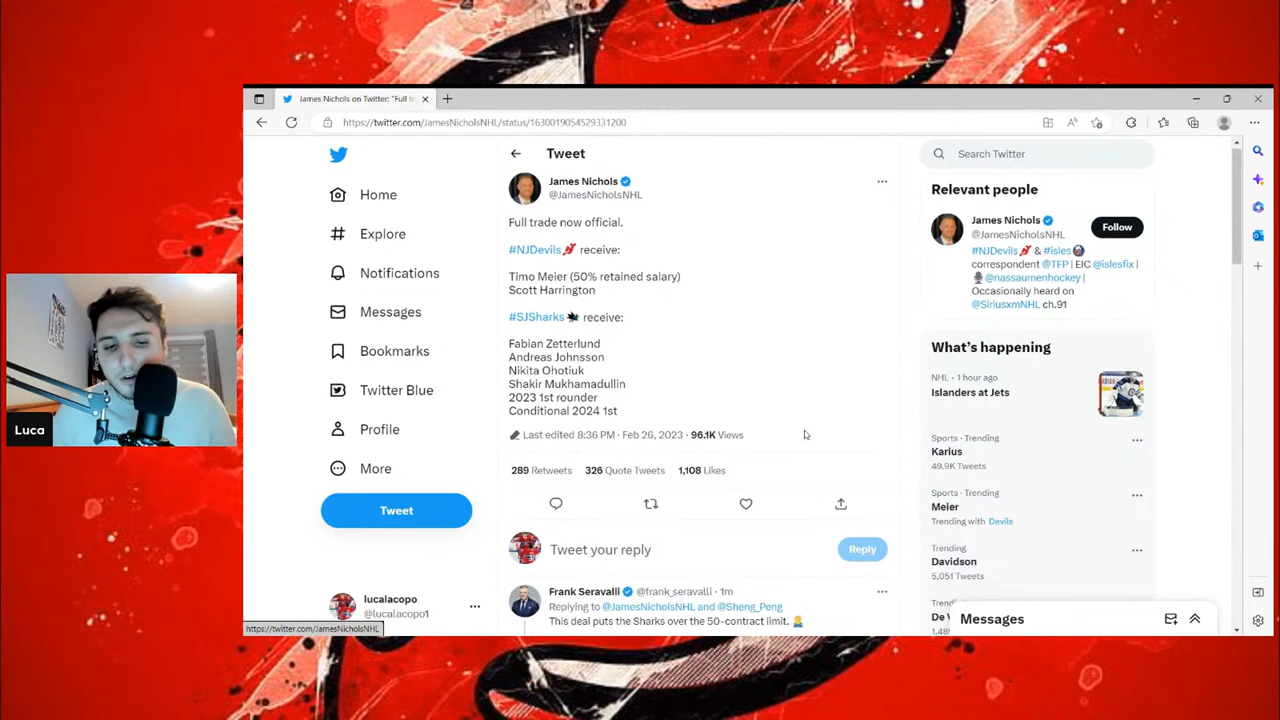 James Nichols on Twitter: "Full t
https://twitter.com/JamesNicholsNHL/status/1630019054529331200
Home
Explore
Notifications
Messages
Bookmarks
Twitter Blue
Profile
More
Tweet
lucalacopo
@lucalacopo1
https://twitter.com/JamesNicholsNHL
Luca
Tweet
James Nichols
@JamesNicholsNHL
Full trade now official.
#NJDevils receive:
Timo Meier (50% retained salary)
Scott Harrington
#SJSharks receive:
Fabian Zetterlund
Andreas Johnsson
Nikita Ohotiuk
Shakir Mukhamadullin
2023 1st rounder
Conditional 2024 1st
Last edited 8:36 PM · Feb 26, 2023 · 96.1K Views
289 Retweets 326 Quote Tweets 1,108 Likes
Tweet your reply
Reply
Frank Seravalli @frank_seravalli · 1m
Replying to @JamesNicholsNHL and @Sheng_Peng
This deal puts the Sharks over the 50-contract limit.
Search Twitter
Relevant people
James Nichols
@JamesNicholsNHL
Follow
#NJDevils & #isles
correspondent @TFP | EIC @islesfix |
@nassaumenhockey |
Occasionally heard on
@SiriusxmNHL ch.91
What's happening
NHL · 1 hour ago
Islanders at Jets
Sports · Trending
Karius
49.9K Tweets
Sports · Trending
Meier
Trending with Devils
Trending
Davidson
5,051 Tweets
Messages